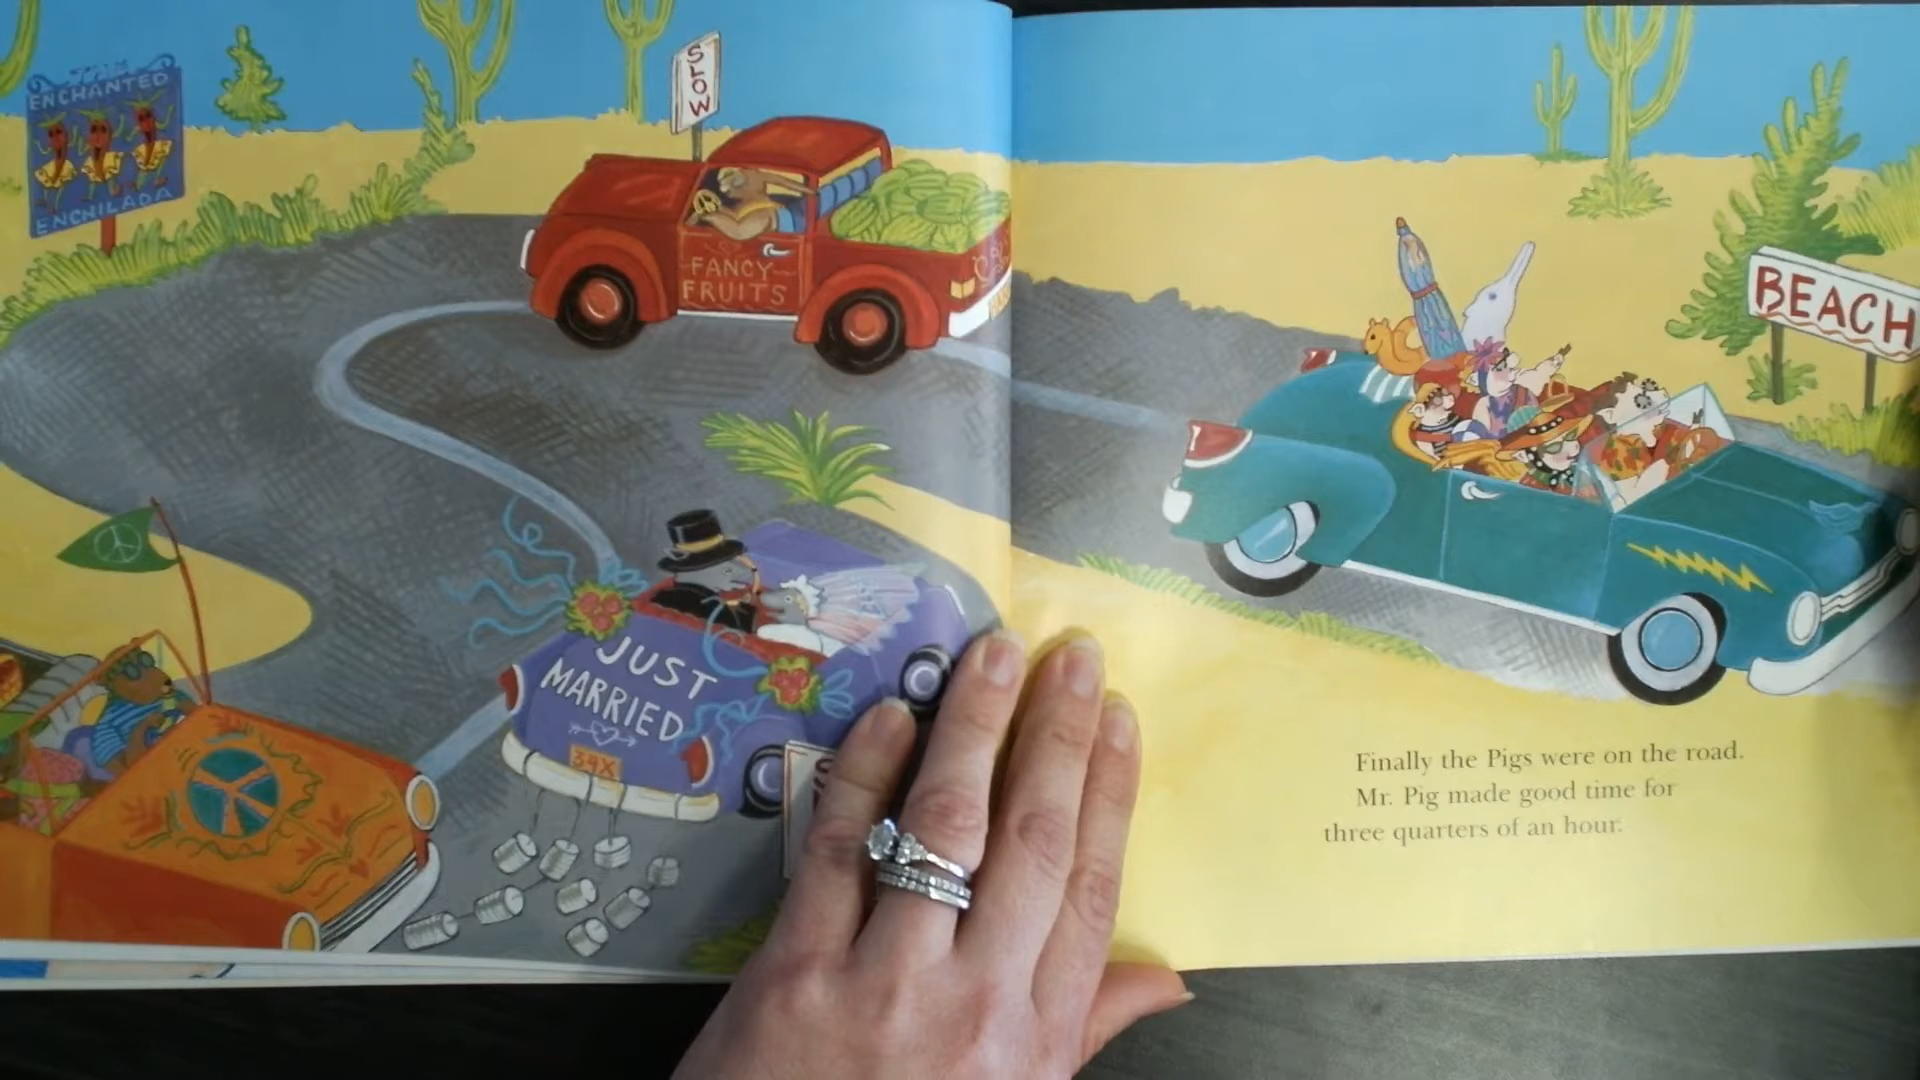 THE
ENCHANTED
ENCHILADA
SLOW
FANCY
FRUITS
JUST
MARRIED
34X
BEACH
Finally the Pigs were on the road.
Mr. Pig made good time for
three quarters of an hour.